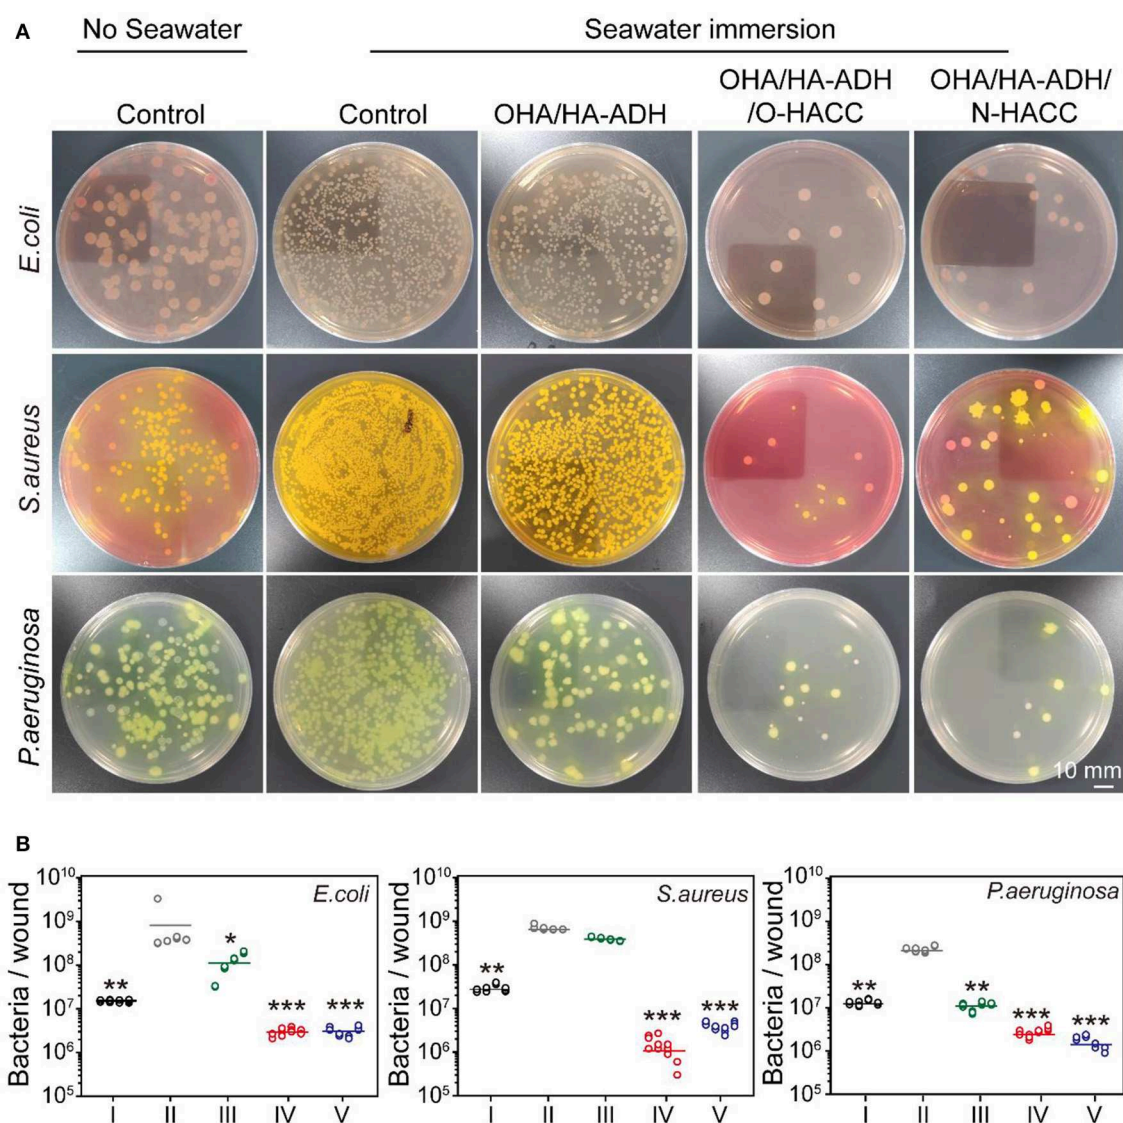 A
No Seawater
Seawater immersion
Control
Control
OHA/HA-ADH
OHA/HA-ADH
/O-HACC
OHA/HA-ADH/
N-HACC
E.coli
S.aureus
P.aeruginosa
10 mm
B
Bacteria / wound
10^10
10^9
10^8
10^7
10^6
10^5
E.coli
**
*
***
***
I II III IV V
Bacteria / wound
10^10
10^9
10^8
10^7
10^6
10^5
S.aureus
**
***
***
I II III IV V
Bacteria / wound
10^10
10^9
10^8
10^7
10^6
10^5
P.aeruginosa
**
**
***
***
I II III IV V